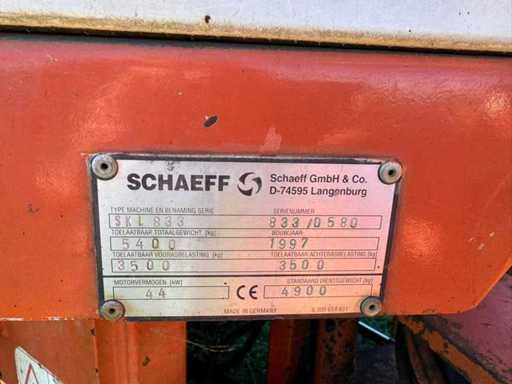 SCHAEFF Schaeff GmbH & Co.
D-74595 Langenburg
TYPE MACHINE EN BENAMING SERIE SERIENUMMER
SKL 833 833/0580
TOELAATBAAR TOTAALGEWICHT (kg) BOUWJAAR
5400 1997
TOELAATBARE VOORASBELASTING (kg) TOELAATBARE ACHTERASBELASTING (kg)
3500 3500
MOTORVERMOGEN (kW) STANDAARD DIENSTGEWICHT (kg)
44 CE 4900
MADE IN GERMANY